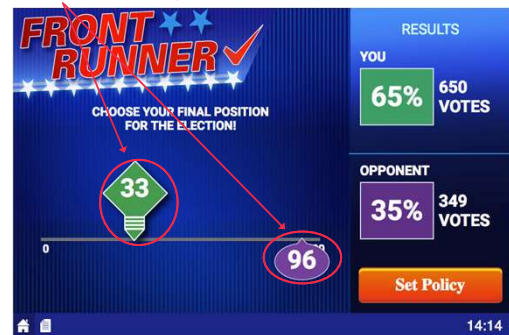 FRONT
RUNNER
CHOOSE YOUR FINAL POSITION
FOR THE ELECTION!
33
0
96
RESULTS
YOU
65%
650
VOTES
OPPONENT
35%
349
VOTES
Set Policy
14:14